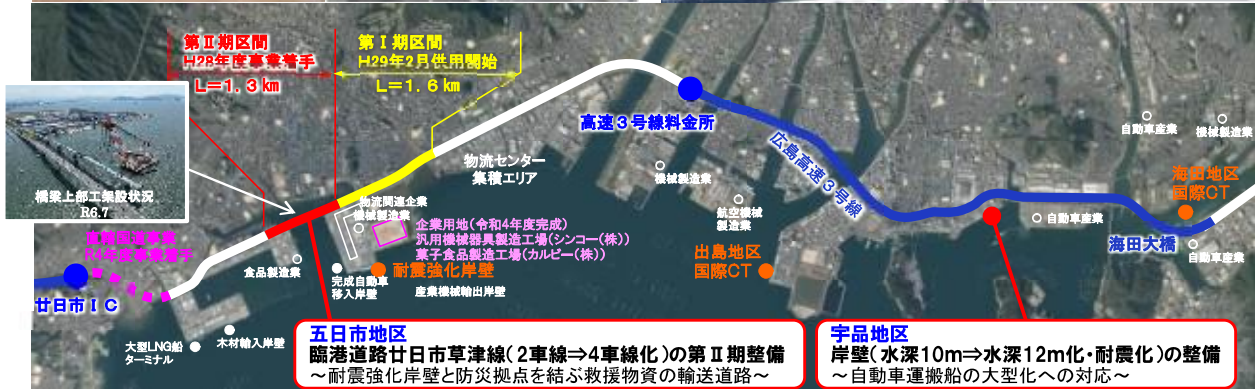 第Ⅱ期区間
H28年度事業着手
L=1.3㎞
第Ⅰ期区間
H29年2月供用開始
L=1.6㎞
橋梁上部工架設状況
R6.7
直轄国道事業
R4年度事業着手
廿日市IC
食品製造業
大型LNG船
ターミナル
木材輸入岸壁
完成自動車
移入岸壁
物流関連企業
機械製造業
企業用地(令和4年度完成)
汎用機械器具製造工場(シンコー(株))
菓子食品製造工場(カルビー(株))
耐震強化岸壁
産業機械輸出岸壁
物流センター
集積エリア
高速3号線料金所
広島高速3号線
機械製造業
航空機械
製造業
出島地区
国際CT
自動車産業
自動車産業
機械製造業
海田地区
国際CT
海田大橋
自動車産業
五日市地区
臨港道路廿日市草津線(2車線⇒4車線化)の第Ⅱ期整備
~耐震強化岸壁と防災拠点を結ぶ救援物資の輸送道路~
宇品地区
岸壁(水深10m⇒水深12m化・耐震化)の整備
~自動車運搬船の大型化への対応~